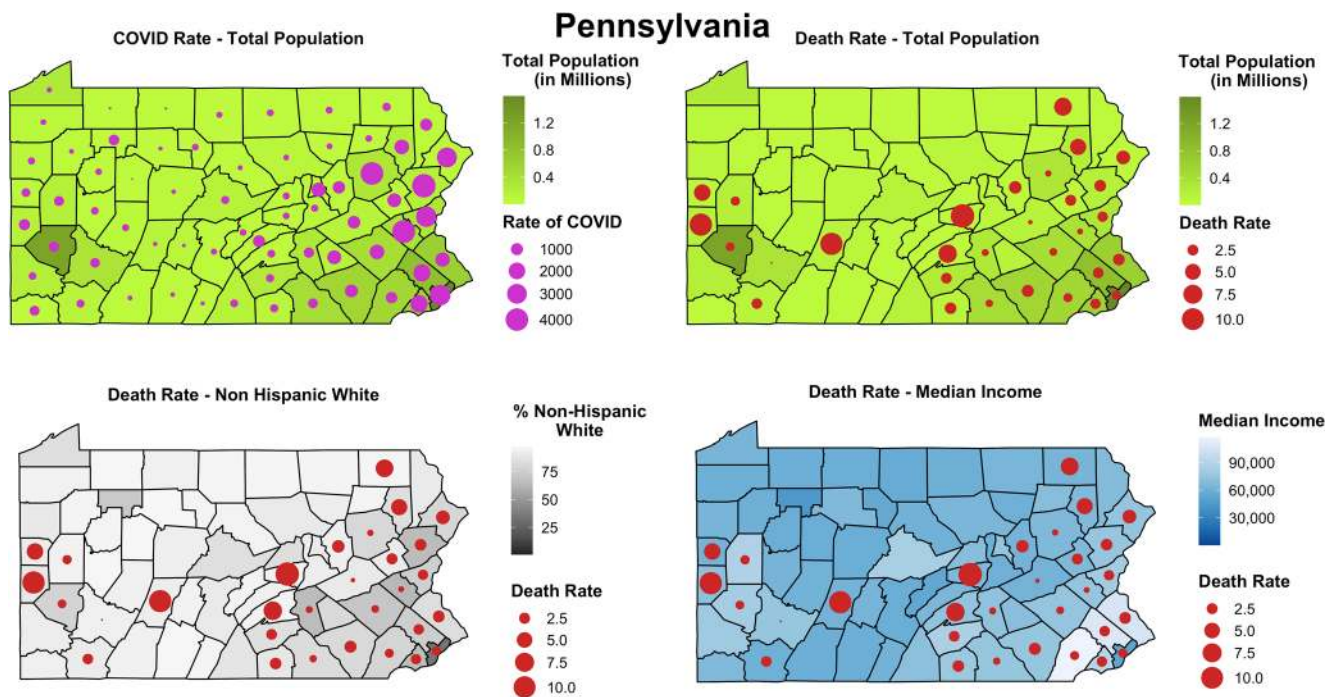 Pennsylvania
COVID Rate - Total Population
Total Population
(in Millions)
1.2
0.8
0.4
Rate of COVID
1000
2000
3000
4000
Death Rate - Total Population
Total Population
(in Millions)
1.2
0.8
0.4
Death Rate
2.5
5.0
7.5
10.0
Death Rate - Non Hispanic White
% Non-Hispanic
White
75
50
25
Death Rate
2.5
5.0
7.5
10.0
Death Rate - Median Income
Median Income
90,000
60,000
30,000
Death Rate
2.5
5.0
7.5
10.0